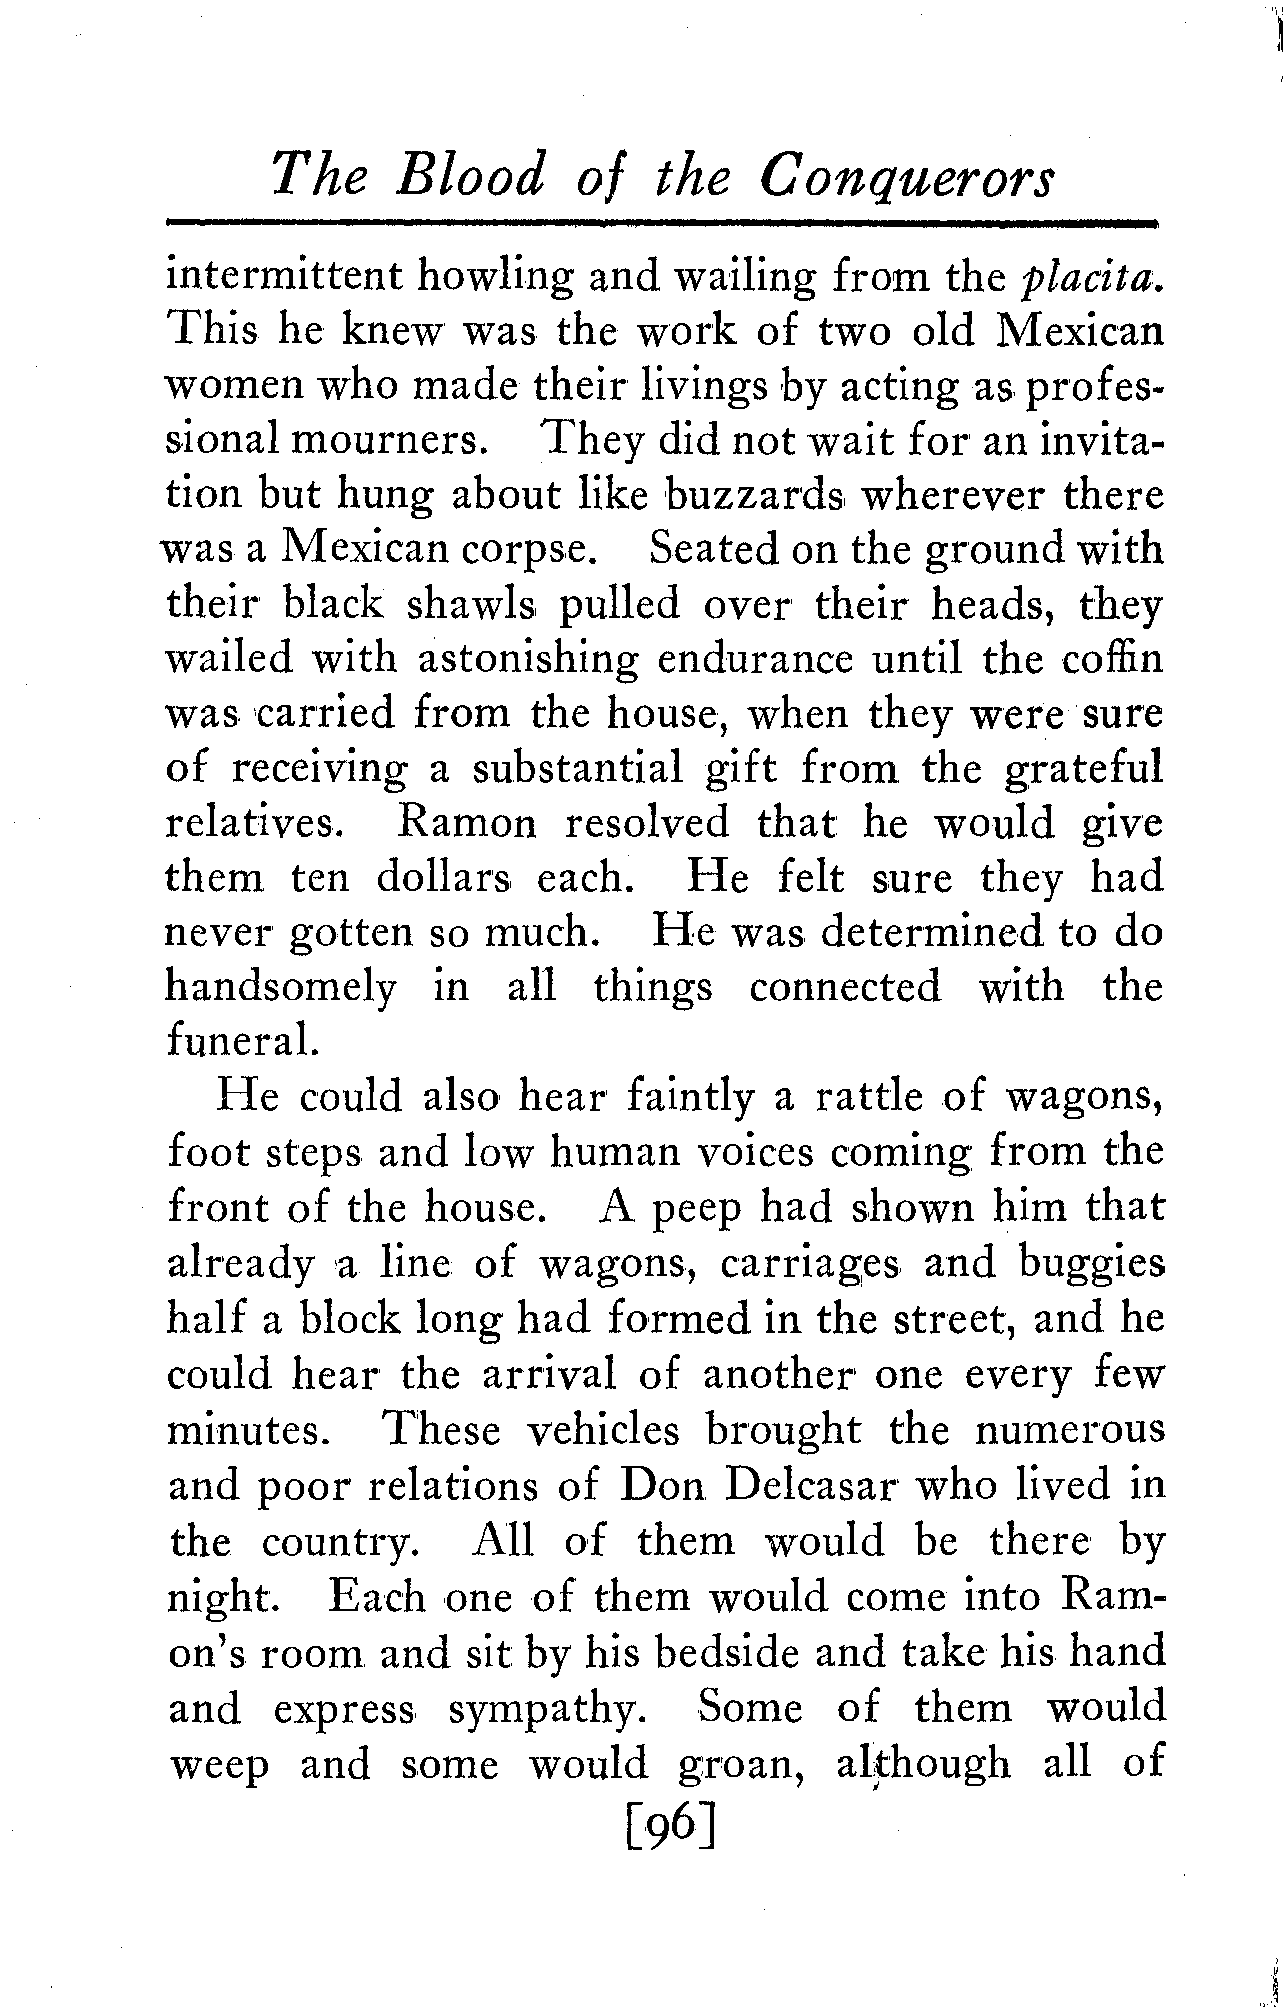 The Blood of the Conquerors
intermittent howling and wailing from the placita.
This he knew was the work of two old Mexican
women who made their livings by acting as profes-
sional mourners. They did not wait for an invita-
tion but hung about like buzzards wherever there
was a Mexican corpse. Seated on the ground with
their black shawls pulled over their heads, they
wailed with astonishing endurance until the coffin
was carried from the house, when they were sure
of receiving a substantial gift from the grateful
relatives. Ramon resolved that he would give
them ten dollars each. He felt sure they had
never gotten so much. He was determined to do
handsomely in all things connected with the
funeral.
He could also hear faintly a rattle of wagons,
foot steps and low human voices coming from the
front of the house. A peep had shown him that
already a line of wagons, carriages and buggies
half a block long had formed in the street, and he
could hear the arrival of another one every few
minutes. These vehicles brought the numerous
and poor relations of Don Delcasar who lived in
the country. All of them would be there by
night. Each one of them would come into Ram-
on's room and sit by his bedside and take his hand
and express sympathy. Some of them would
weep and some would groan, although all of
[96]